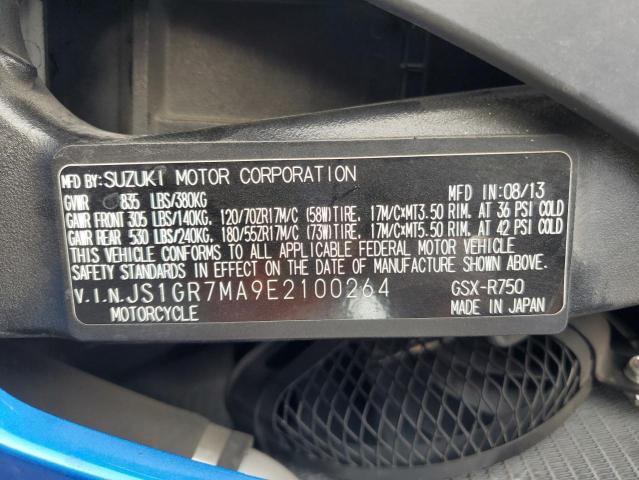 MFD BY: SUZUKI MOTOR CORPORATION MFD IN: 08/13
GVWR 835 LBS/380KG
GAWR FRONT 305 LBS/140KG, 120/70ZR17M/C (58W)TIRE, 17M/C×MT3.50 RIM, AT 36 PSI COLD
GAWR REAR 530 LBS/240KG, 180/55ZR17M/C (73W)TIRE, 17M/C×MT5.50 RIM, AT 42 PSI COLD
THIS VEHICLE CONFORMS TO ALL APPLICABLE FEDERAL MOTOR VEHICLE
SAFETY STANDARDS IN EFFECT ON THE DATE OF MANUFACTURE SHOWN ABOVE.
V.I.N. JS1GR7MA9E2100264 GSX-R750
MOTORCYCLE MADE IN JAPAN